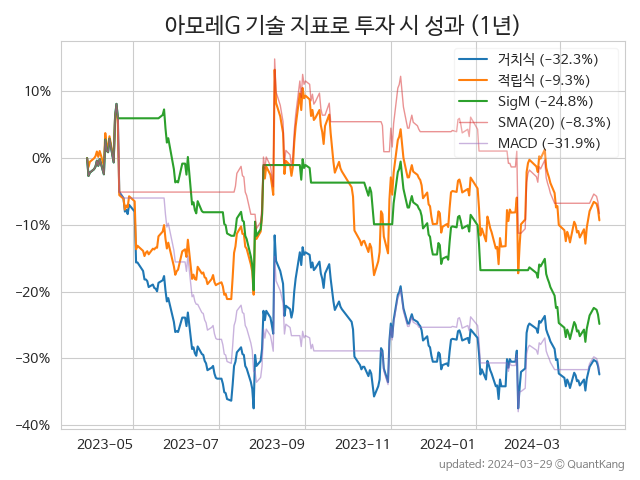 아모레G 기술 지표로 투자 시 성과 (1년)
거치식 (−32.3%)
적립식 (−9.3%)
SigM (−24.8%)
SMA(20) (−8.3%)
MACD (−31.9%)
10%
0%
−10%
−20%
−30%
−40%
2023−05 2023−07 2023−09 2023−11 2024−01 2024−03
updated: 2024−03−29 © QuantKang